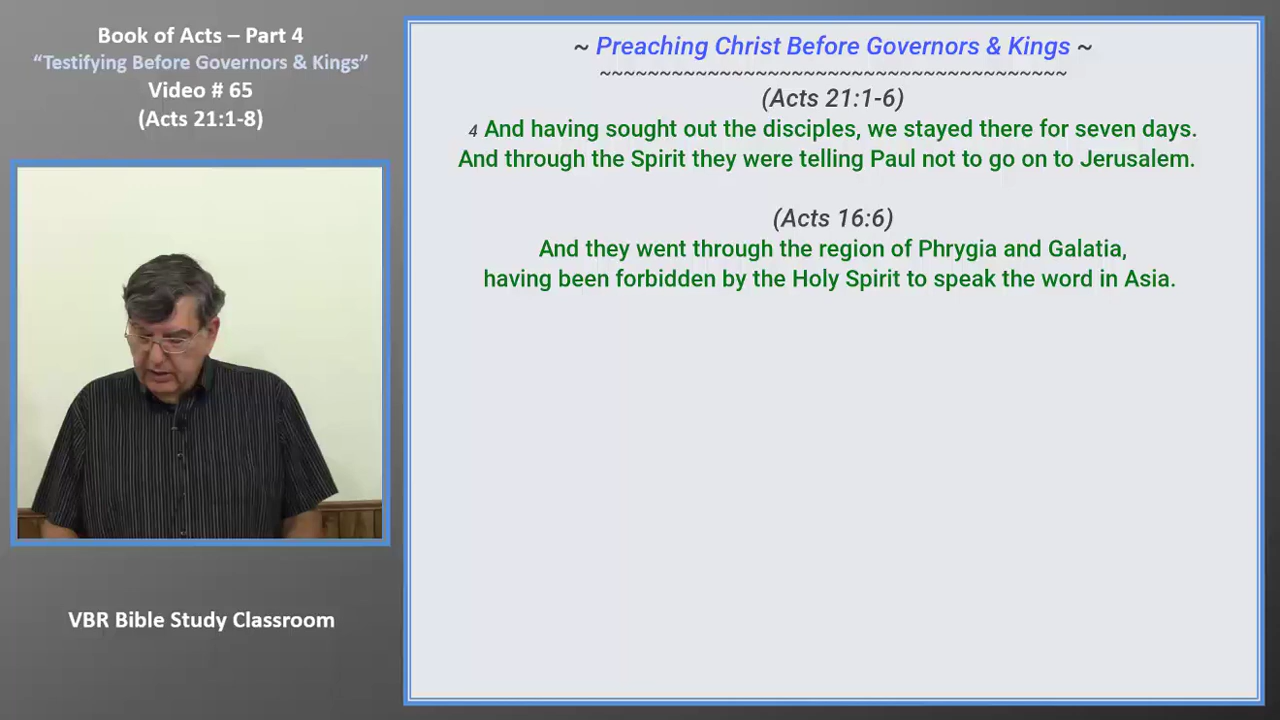 Book of Acts – Part 4
“Testifying Before Governors & Kings”
Video # 65
(Acts 21:1-8)
VBR Bible Study Classroom
~ Preaching Christ Before Governors & Kings ~
~~~~~~~~~~~~~~~~~~~~~~~~~~~~~~~~~~~~~~~
(Acts 21:1-6)
4 And having sought out the disciples, we stayed there for seven days.
And through the Spirit they were telling Paul not to go on to Jerusalem.
(Acts 16:6)
And they went through the region of Phrygia and Galatia,
having been forbidden by the Holy Spirit to speak the word in Asia.